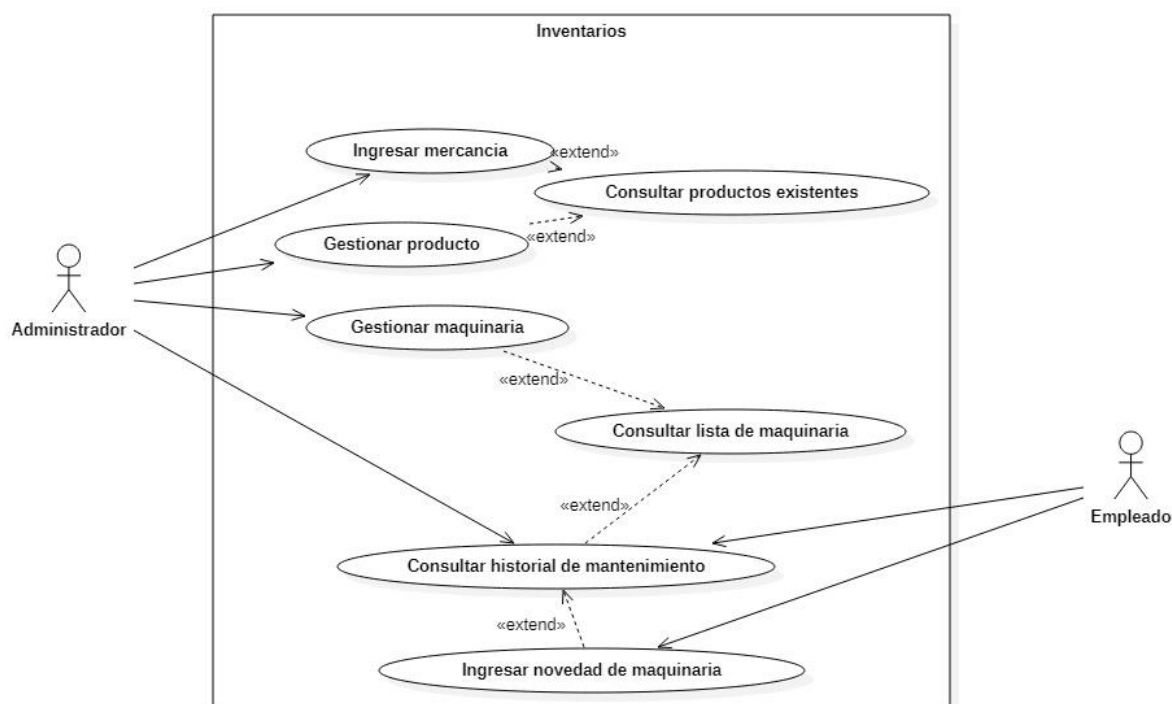 Inventarios
Ingresar mercancia
«extend»
Consultar productos existentes
Gestionar producto
«extend»
Administrador
Gestionar maquinaria
«extend»
Consultar lista de maquinaria
«extend»
Empleado
Consultar historial de mantenimiento
«extend»
Ingresar novedad de maquinaria